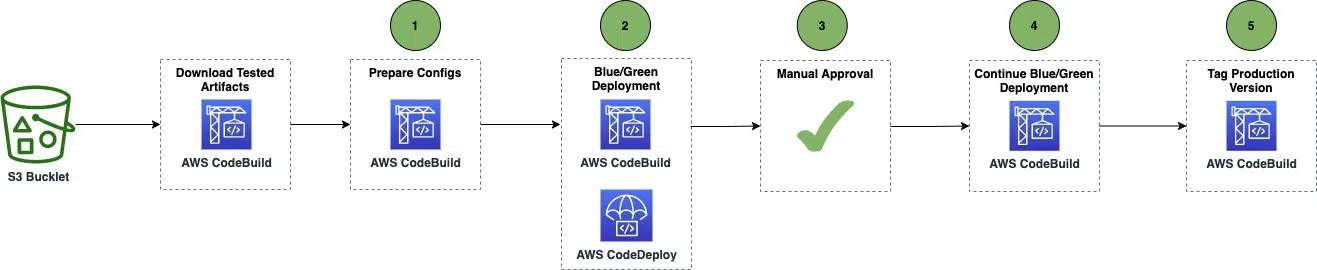 1
2
3
4
5
S3 Bucklet
Download Tested
Artifacts
AWS CodeBuild
Prepare Configs
AWS CodeBuild
Blue/Green
Deployment
AWS CodeBuild
AWS CodeDeploy
Manual Approval
Continue Blue/Green
Deployment
AWS CodeBuild
Tag Production
Version
AWS CodeBuild